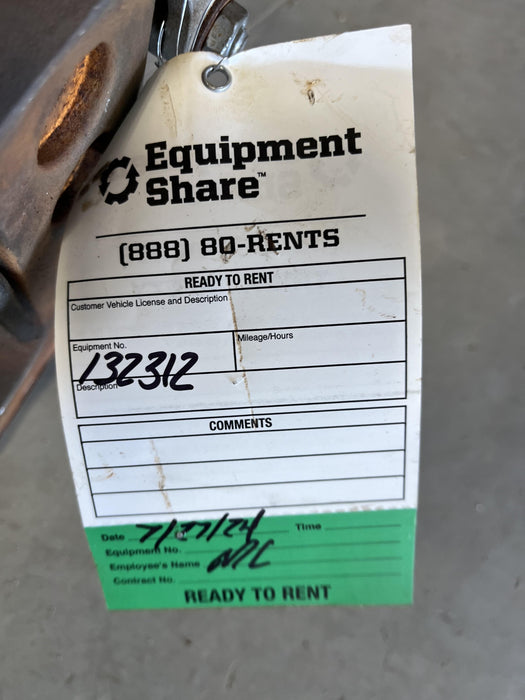 Equipment
Share™
(888) 80-RENTS
READY TO RENT
Customer Vehicle License and Description
Equipment No.
Mileage/Hours
132312
Description
COMMENTS
Date 7/27/24 Time
Equipment No.
Employee's Name
Contract No.
READY TO RENT